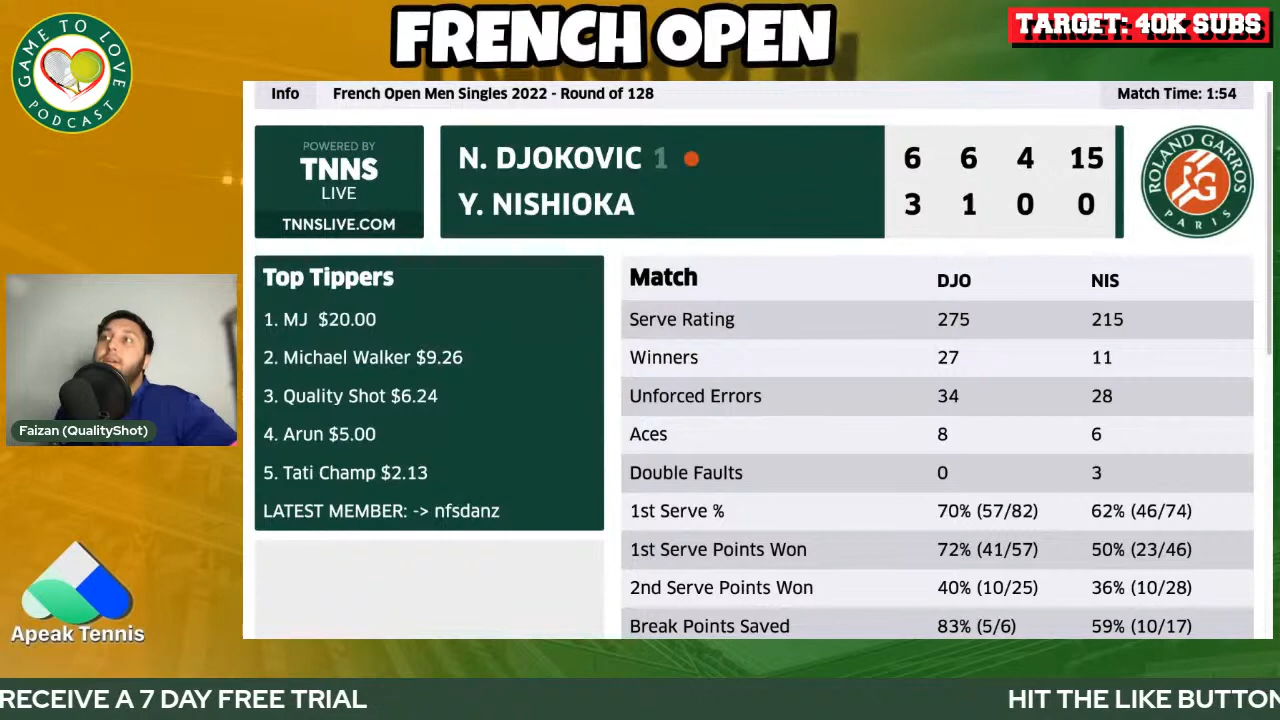 GAME TO LOVE
PODCAST
FRENCH OPEN
TARGET: 40K SUBS
Info French Open Men Singles 2022 - Round of 128 Match Time: 1:54
POWERED BY
TNNS
LIVE
TNNSLIVE.COM
N. DJOKOVIC 1 6 6 4 15
Y. NISHIOKA 3 1 0 0
ROLAND GARROS
RG
PARIS
Top Tippers
1. MJ $20.00
2. Michael Walker $9.26
3. Quality Shot $6.24
4. Arun $5.00
5. Tati Champ $2.13
LATEST MEMBER: -> nfsdanz
Match DJO NIS
Serve Rating 275 215
Winners 27 11
Unforced Errors 34 28
Aces 8 6
Double Faults 0 3
1st Serve % 70% (57/82) 62% (46/74)
1st Serve Points Won 72% (41/57) 50% (23/46)
2nd Serve Points Won 40% (10/25) 36% (10/28)
Break Points Saved 83% (5/6) 59% (10/17)
Faizan (QualityShot)
Apeak Tennis
RECEIVE A 7 DAY FREE TRIAL HIT THE LIKE BUTTON